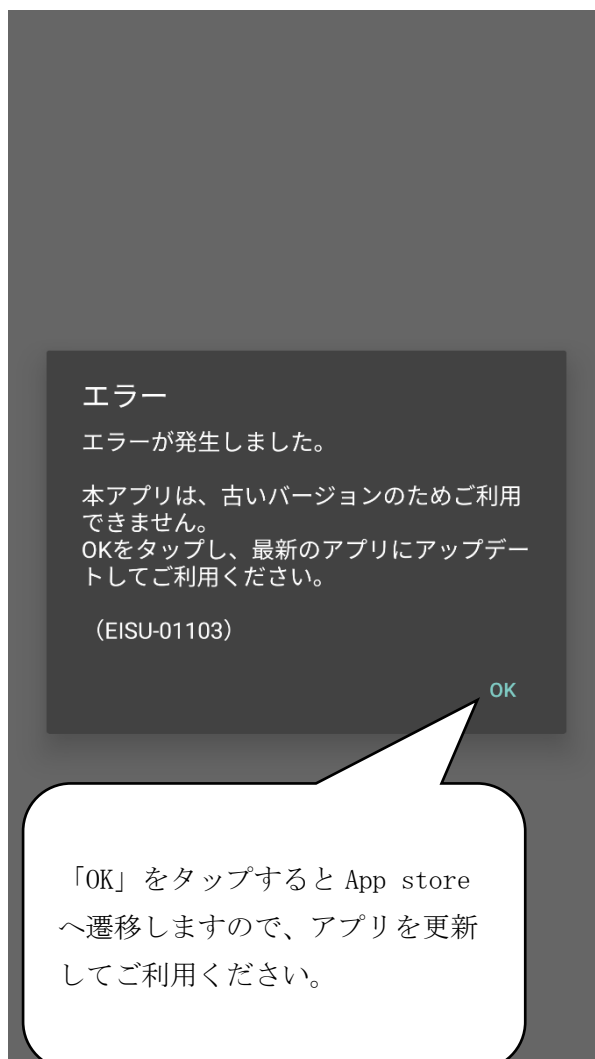 エラー
エラーが発生しました。
本アプリは、古いバージョンのためご利用
できません。
OKをタップし、最新のアプリにアップデー
トしてご利用ください。
（EISU-01103）
OK
「OK」をタップすると App store
へ遷移しますので、アプリを更新
してご利用ください。